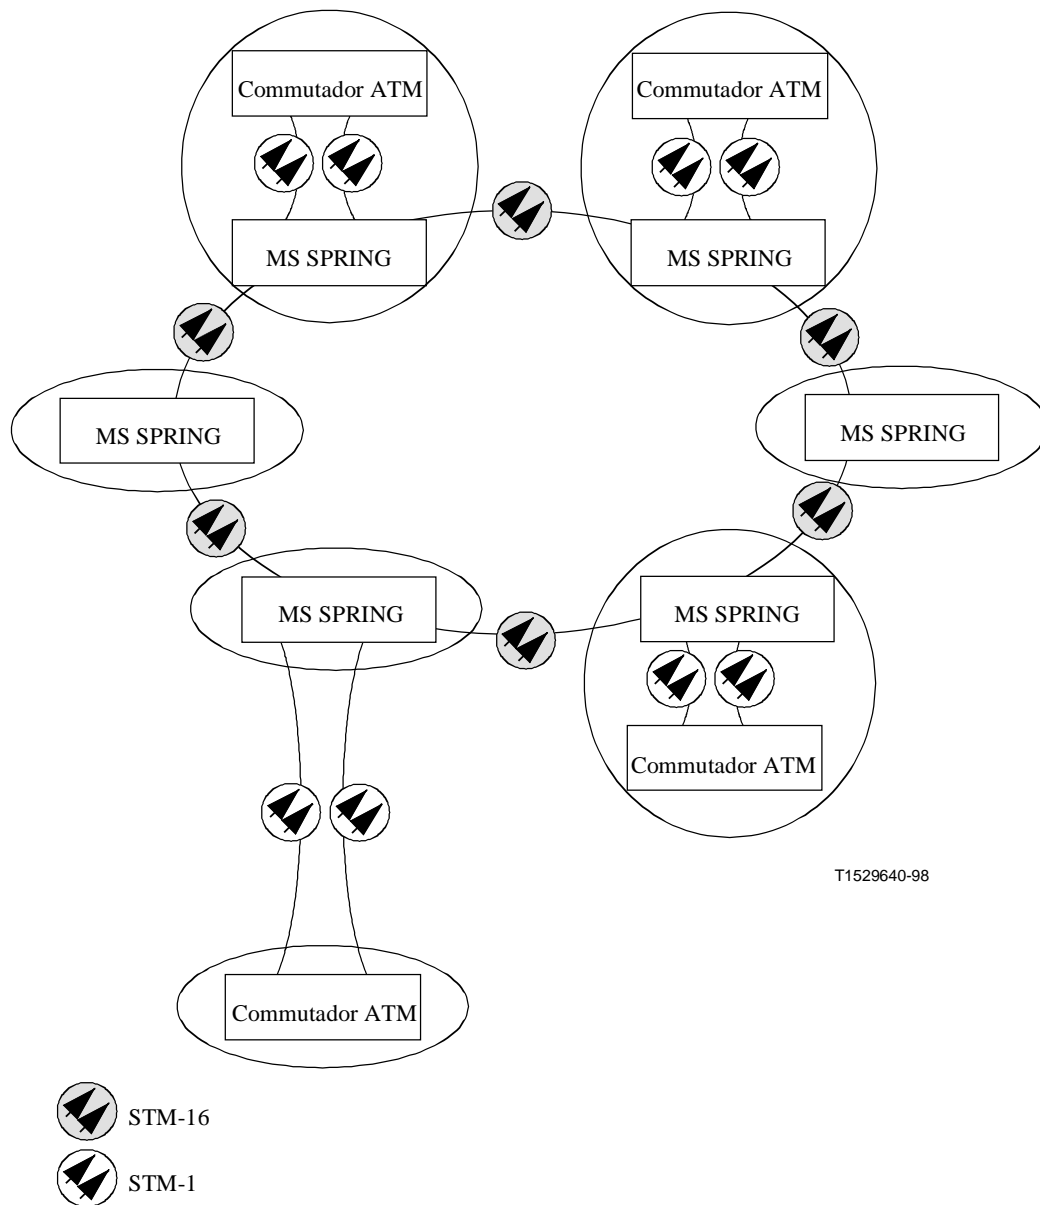 Commutador ATM
Commutador ATM
MS SPRING
MS SPRING
MS SPRING
MS SPRING
MS SPRING
MS SPRING
Commutador ATM
T1529640-98
Commutador ATM
STM-16
STM-1